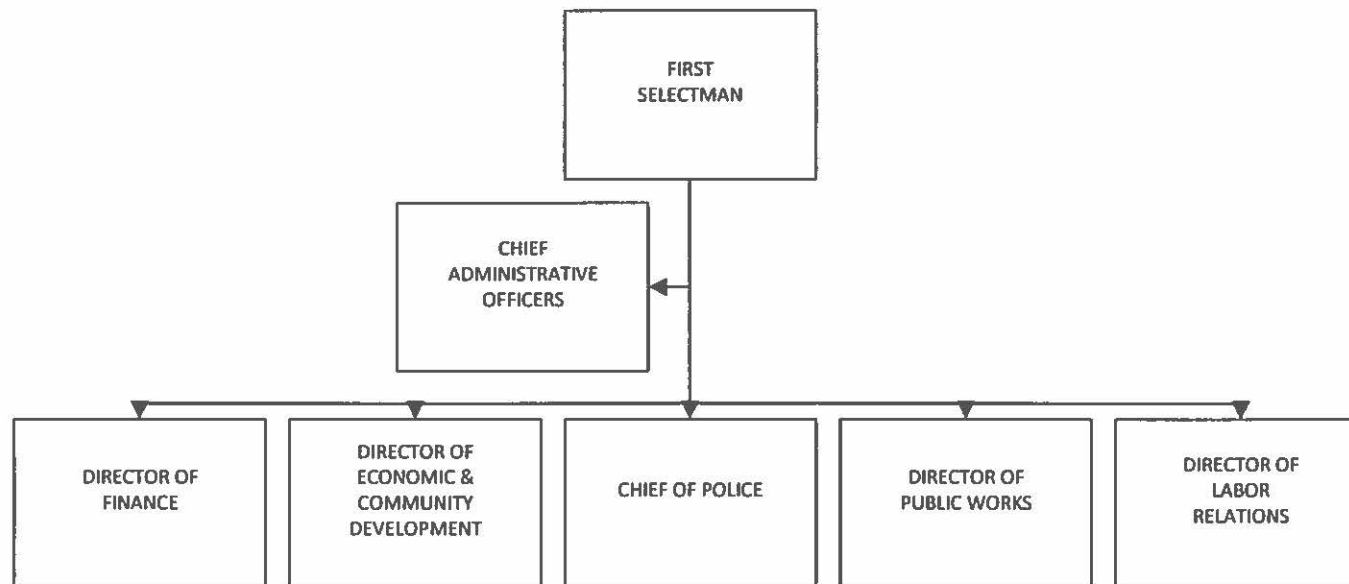 FIRST
SELECTMAN
CHIEF
ADMINISTRATIVE
OFFICERS
DIRECTOR OF
FINANCE
DIRECTOR OF
ECONOMIC &
COMMUNITY
DEVELOPMENT
CHIEF OF POLICE
DIRECTOR OF
PUBLIC WORKS
DIRECTOR OF
LABOR
RELATIONS